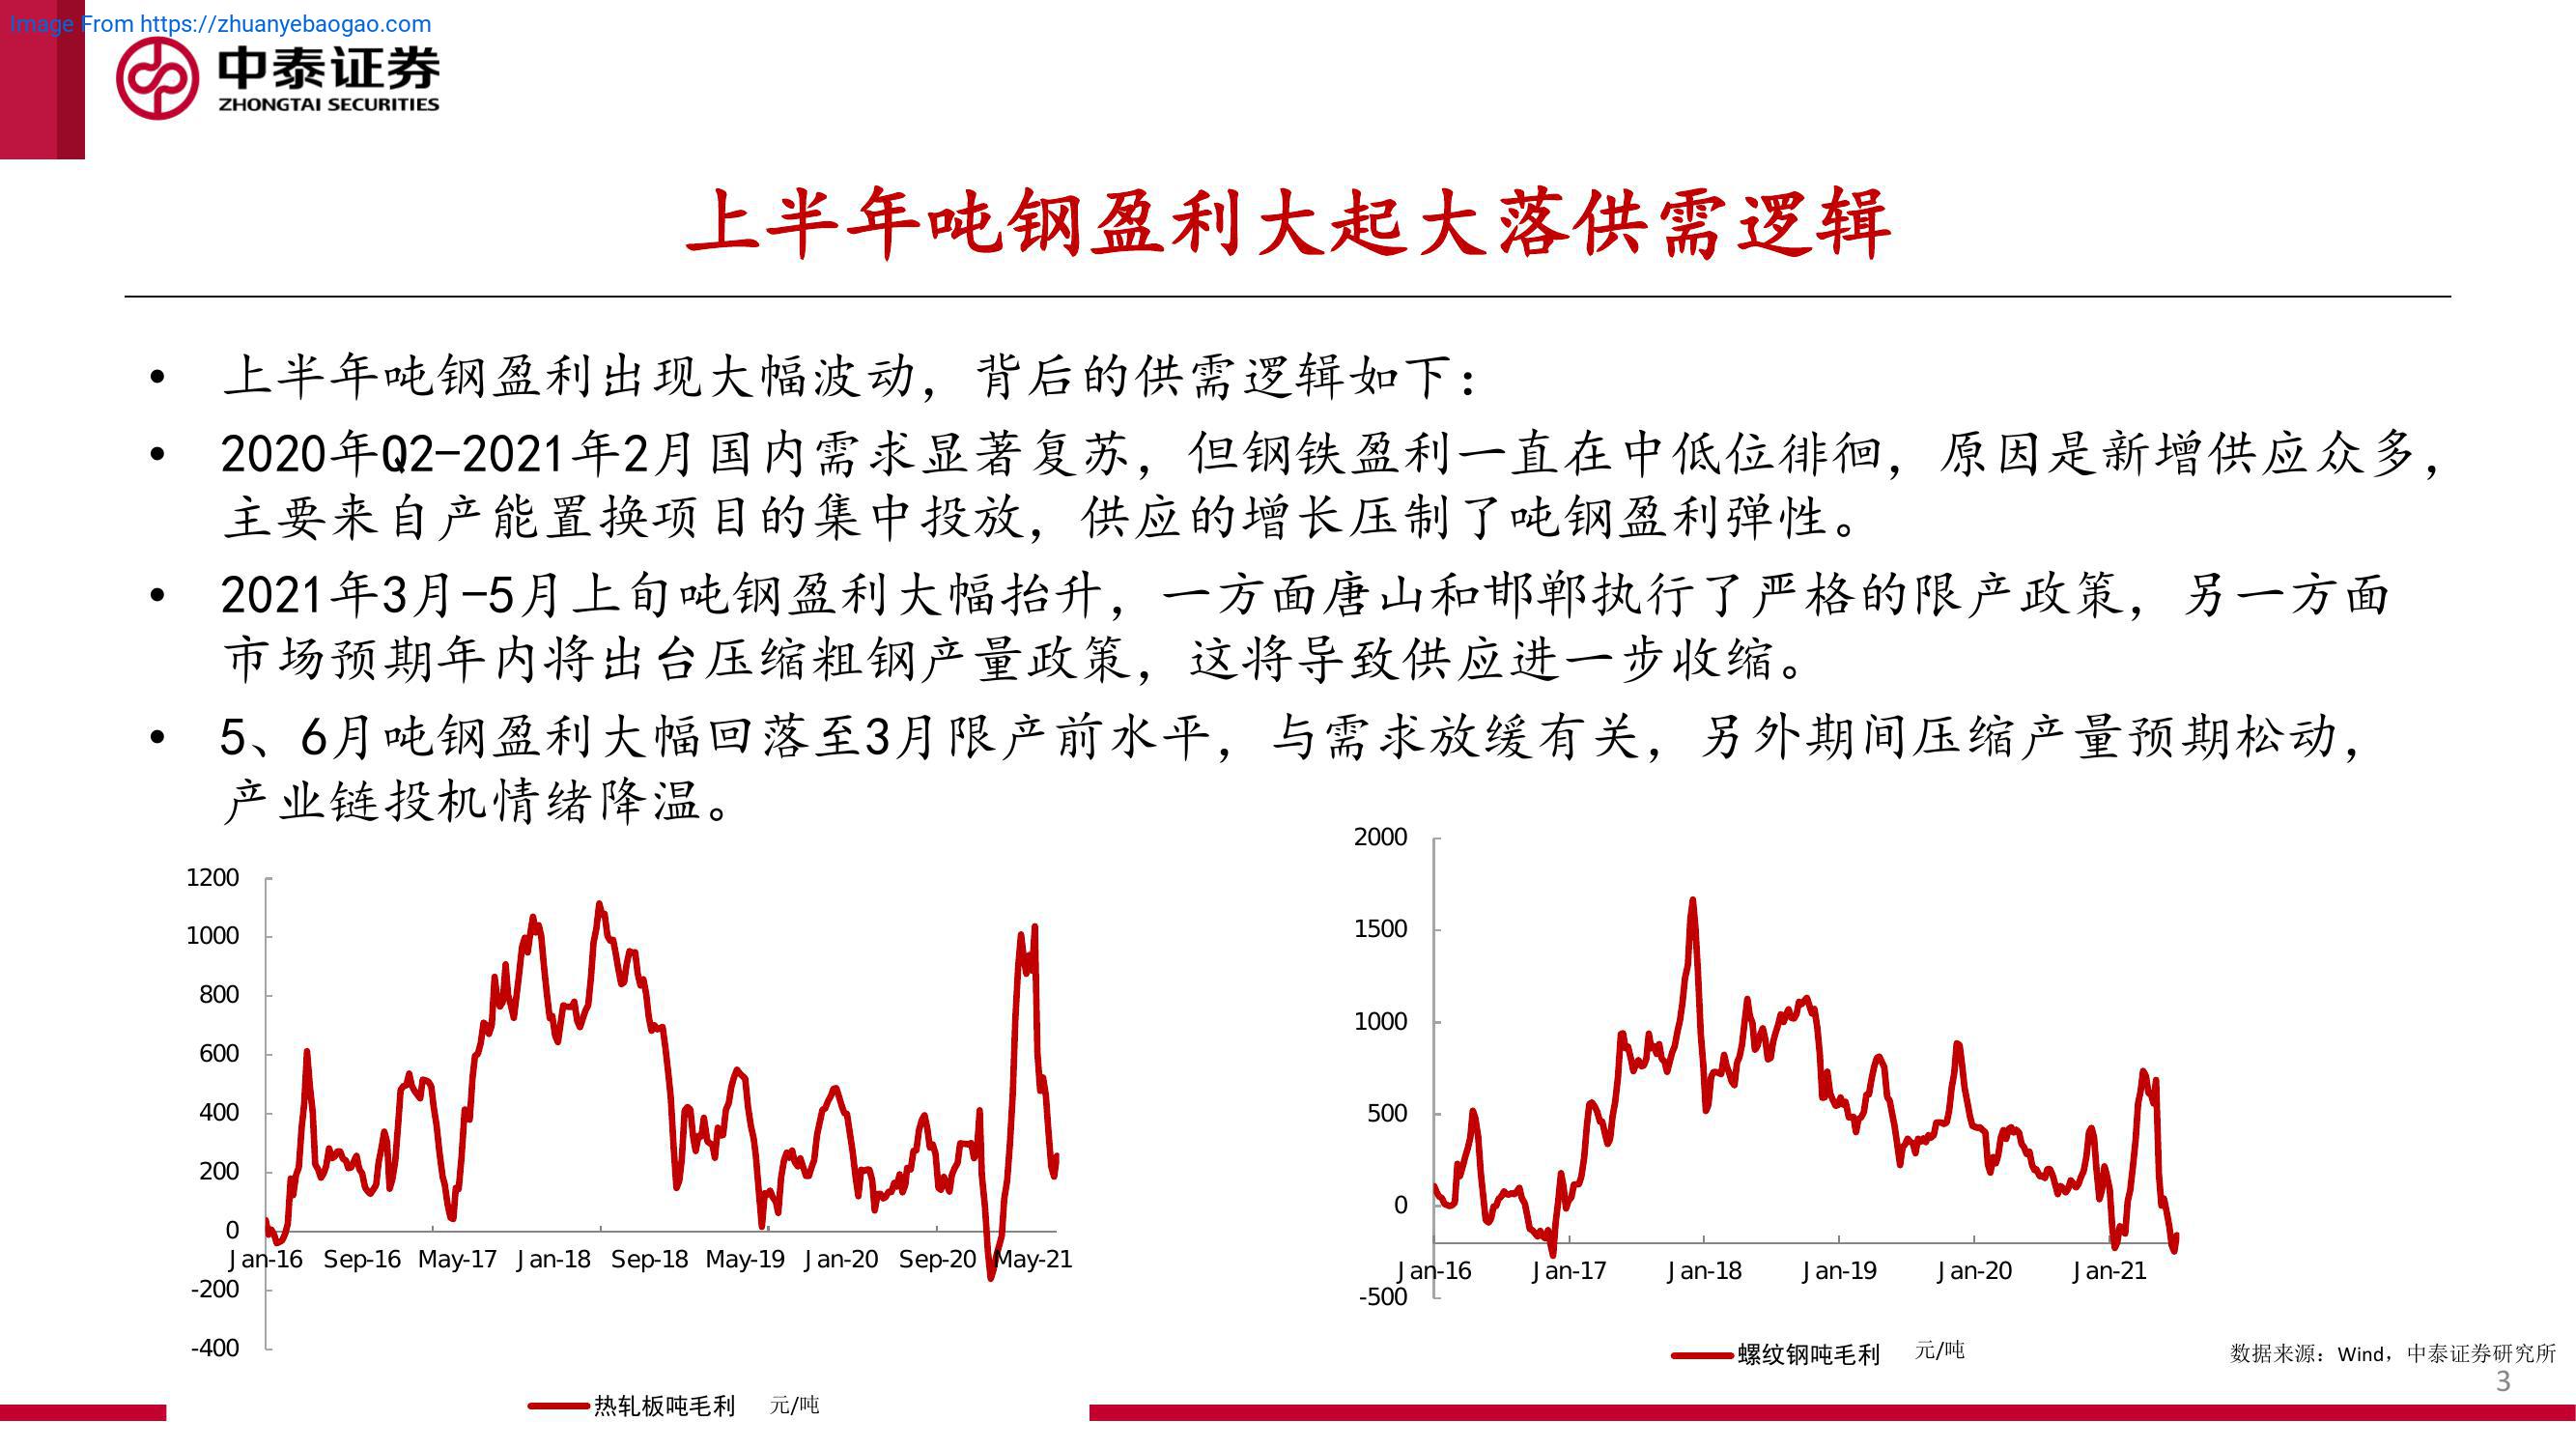 Image From https://zhuanyebaogao.com
中泰证券
ZHONGTAI SECURITIES
上半年吨钢盈利大起大落供需逻辑
• 上半年吨钢盈利出现大幅波动，背后的供需逻辑如下：
• 2020年Q2-2021年2月国内需求显著复苏，但钢铁盈利一直在中低位徘徊，原因是新增供应众多，
主要来自产能置换项目的集中投放，供应的增长压制了吨钢盈利弹性。
• 2021年3月-5月上旬吨钢盈利大幅抬升，一方面唐山和邯郸执行了严格的限产政策，另一方面
市场预期年内将出台压缩粗钢产量政策，这将导致供应进一步收缩。
• 5、6月吨钢盈利大幅回落至3月限产前水平，与需求放缓有关，另外期间压缩产量预期松动，
产业链投机情绪降温。
1200
1000
800
600
400
200
0
Jan-16 Sep-16 May-17 Jan-18 Sep-18 May-19 Jan-20 Sep-20 May-21
-200
-400
热轧板吨毛利 元/吨
2000
1500
1000
500
0
Jan-16 Jan-17 Jan-18 Jan-19 Jan-20 Jan-21
-500
螺纹钢吨毛利 元/吨
数据来源：Wind，中泰证券研究所
3